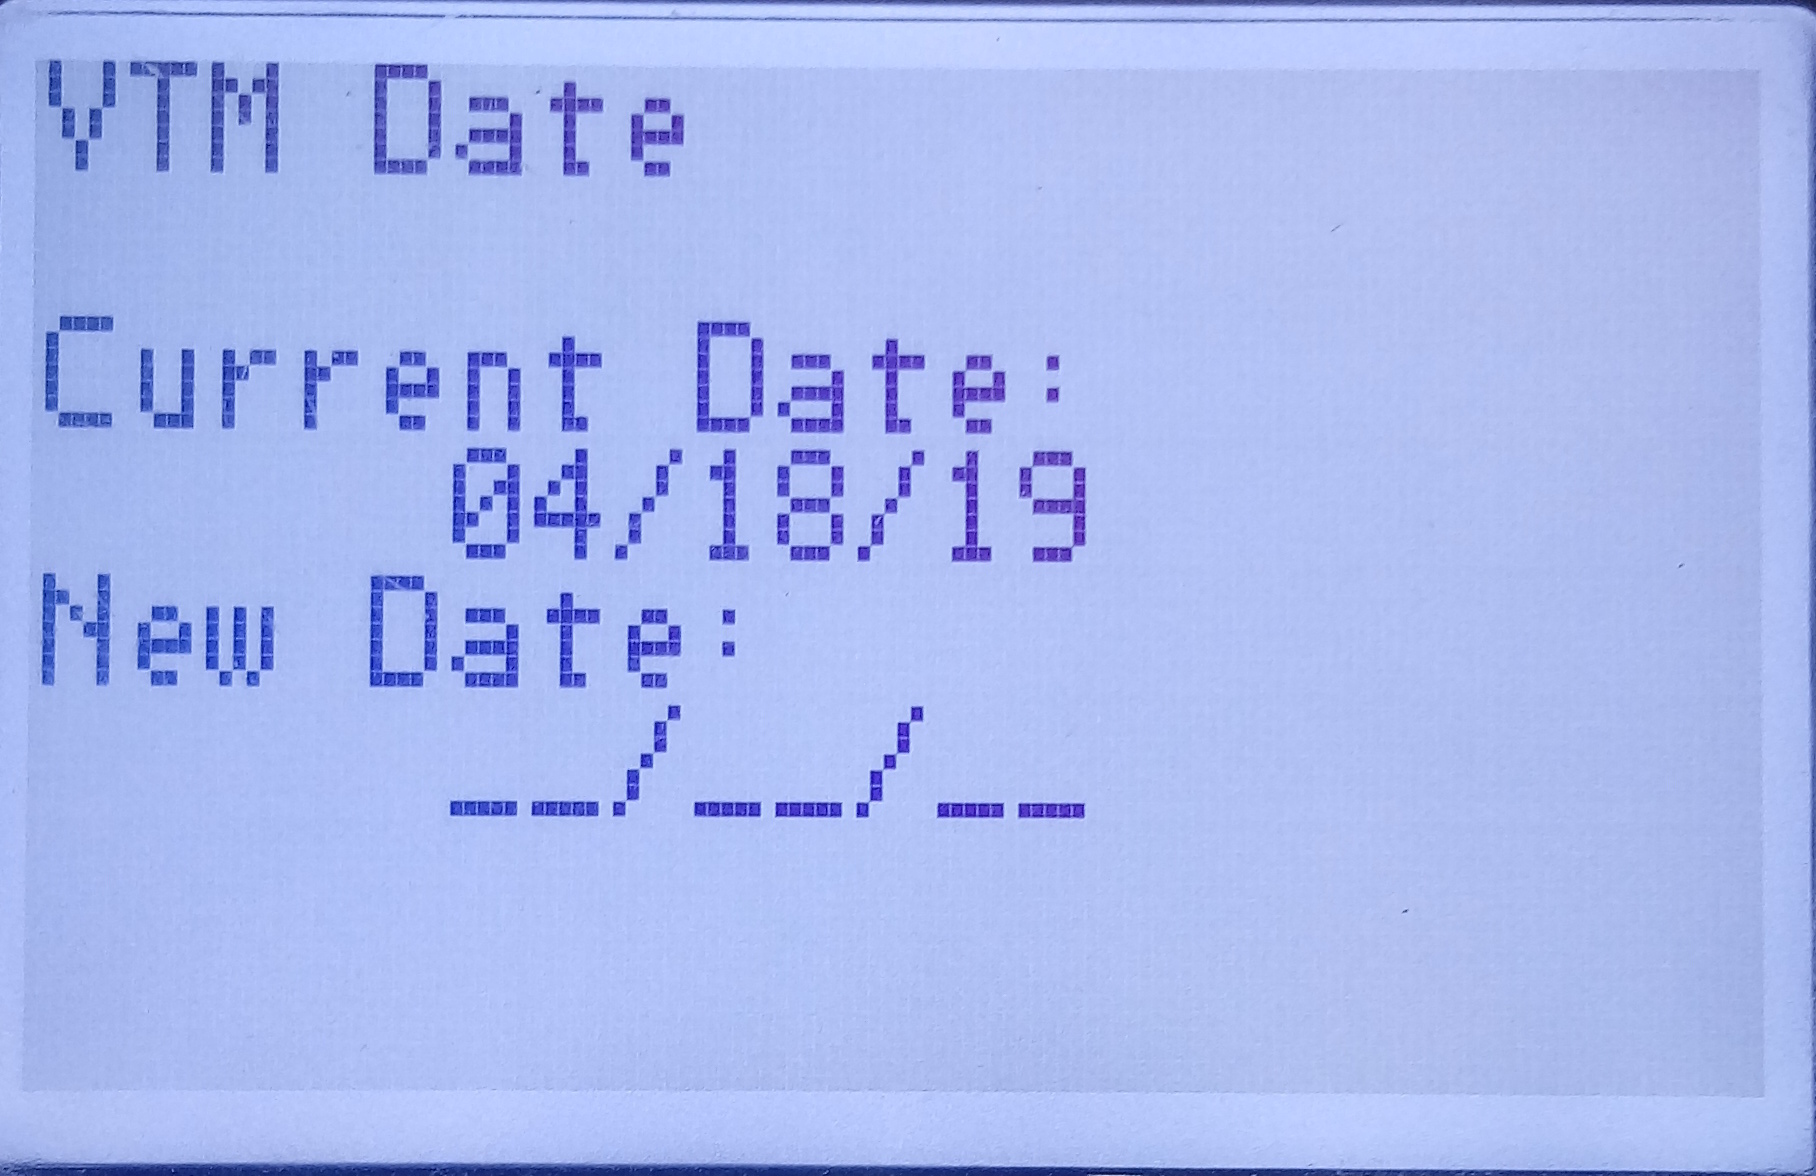 VTM Date
Current Date:
04/18/19
New Date:
__/__/__